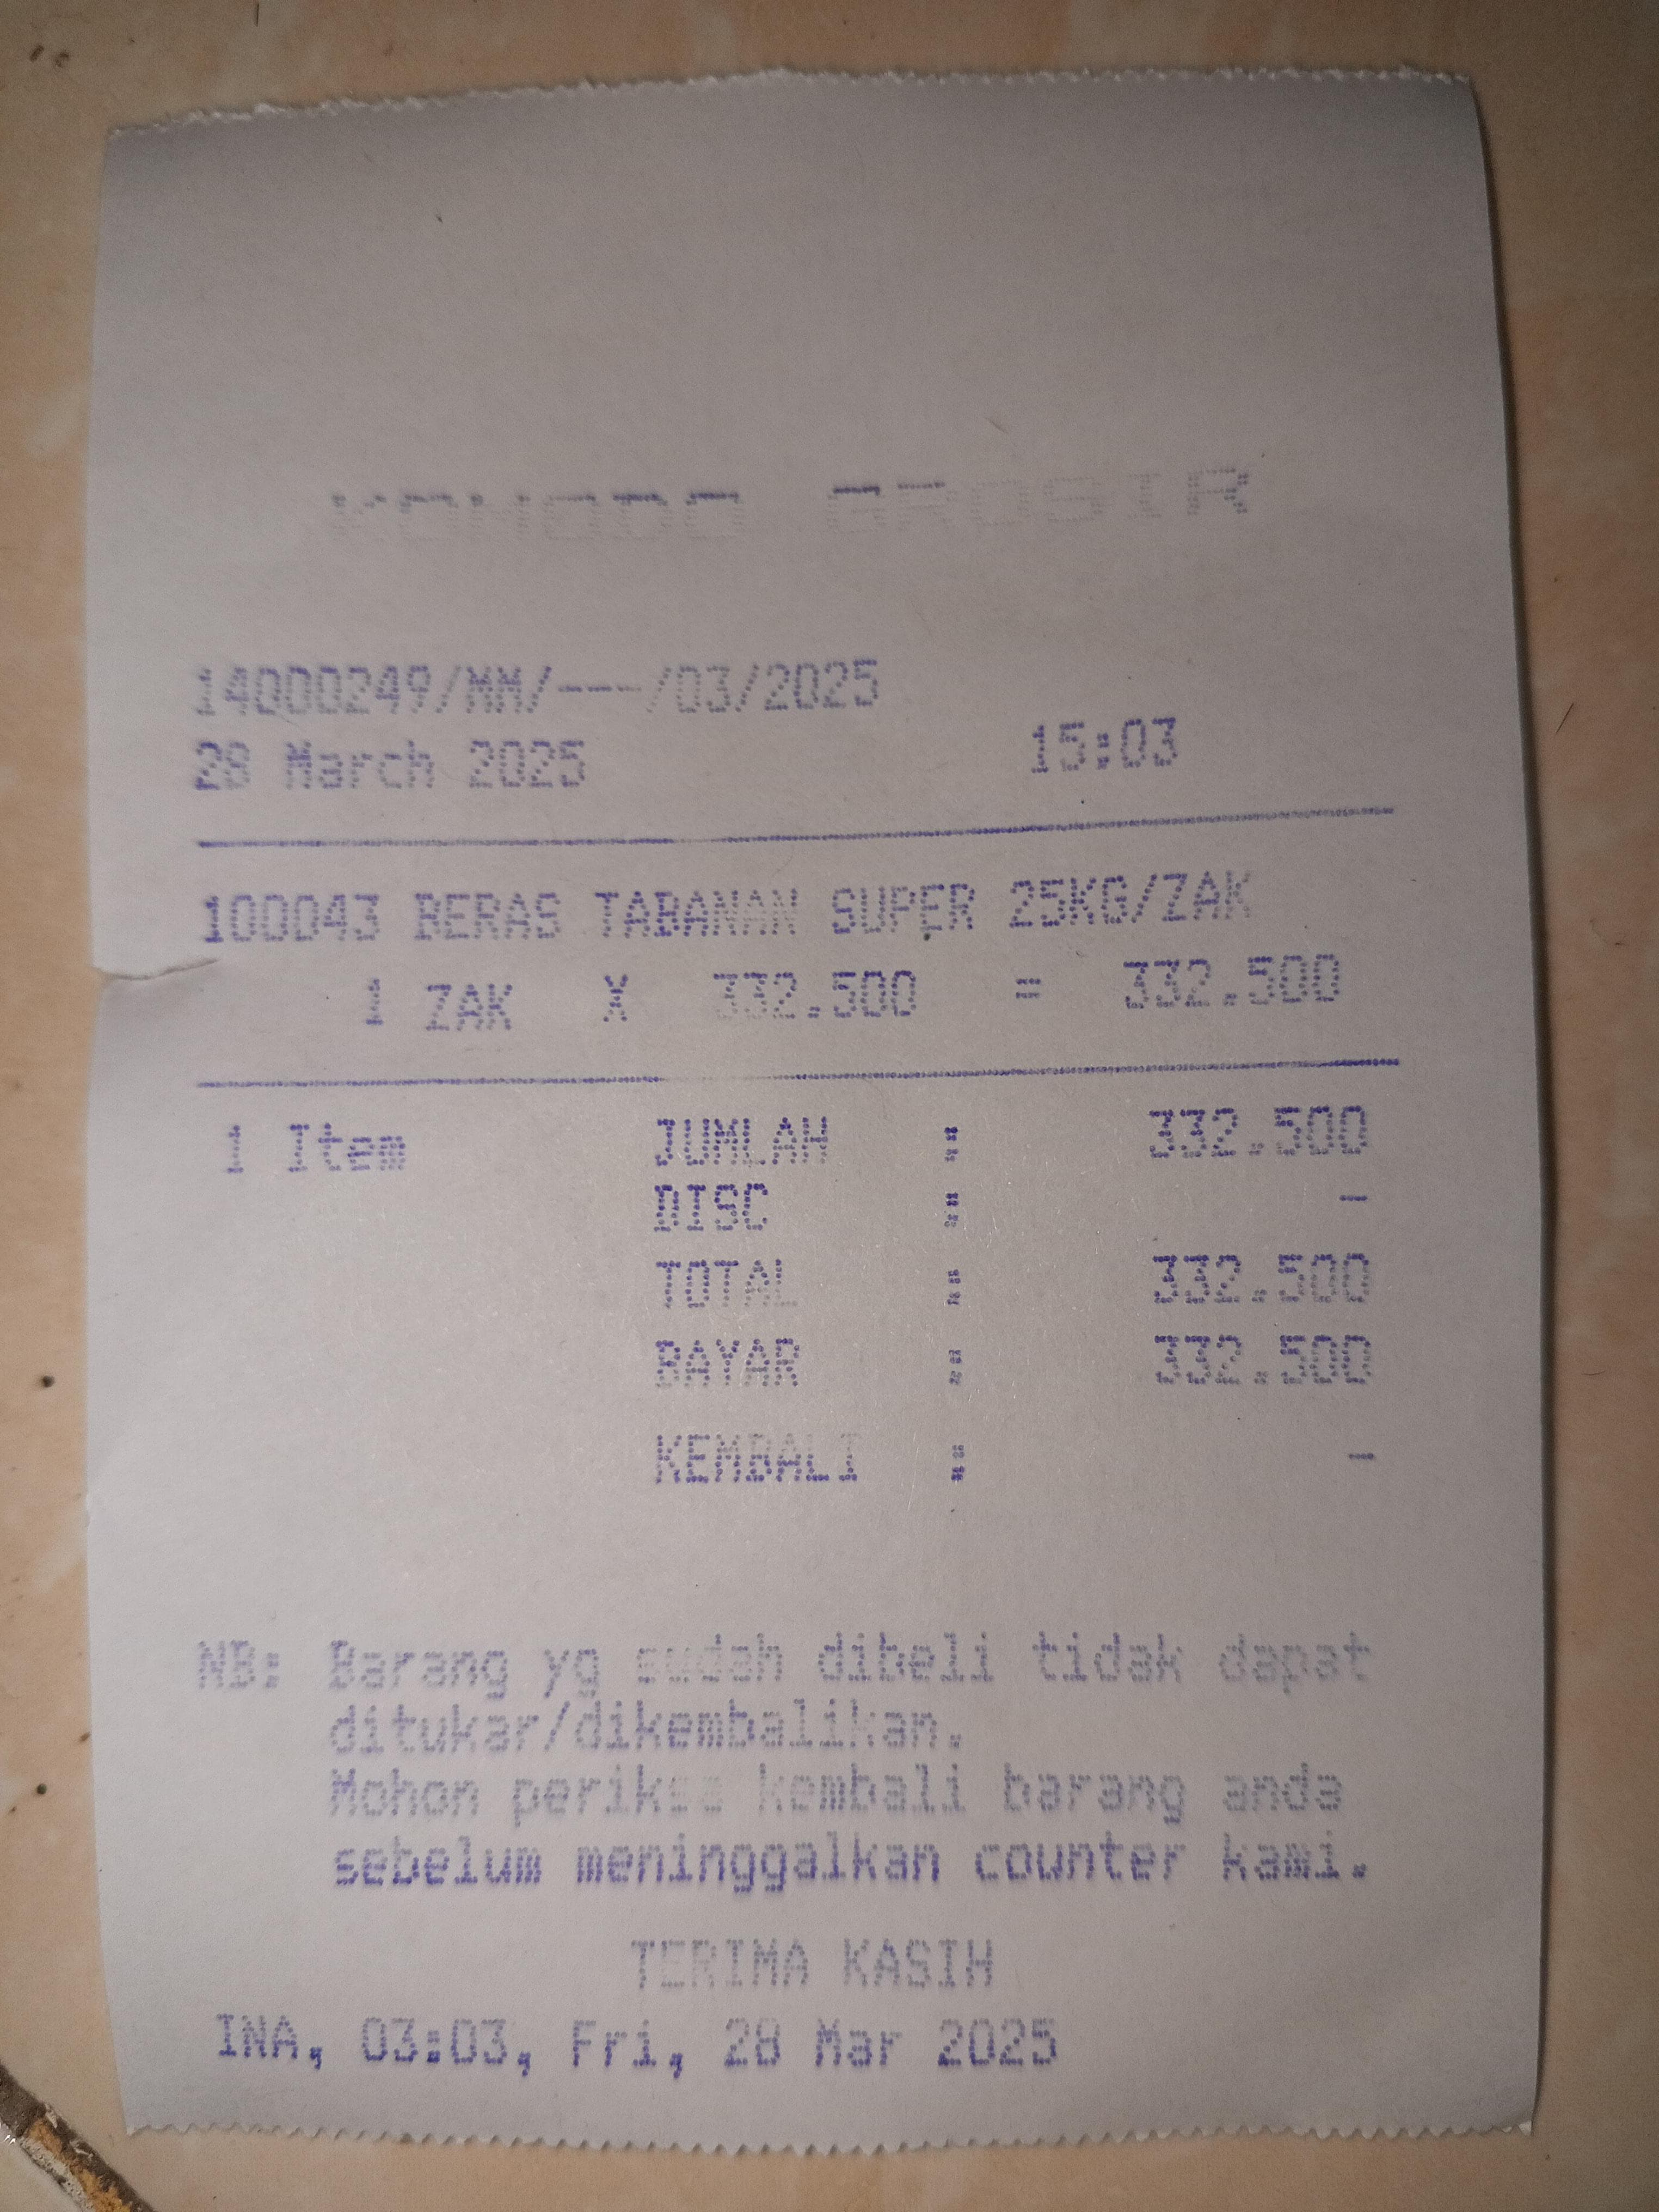 KOMODO GROSIR
14000249/MM/----/03/2025
28 March 2025 15:03
100043 BERAS TABANAN SUPER 25KG/ZAK
1 ZAK X 332.500 = 332.500
1 Item JUMLAH : 332.500
DISC : -
TOTAL : 332.500
BAYAR : 332.500
KEMBALI : -
NB: Barang yg sudah dibeli tidak dapat
ditukar/dikembalikan.
Mohon periksa kembali barang anda
sebelum meninggalkan counter kami.
TERIMA KASIH
INA, 03:03, Fri, 28 Mar 2025